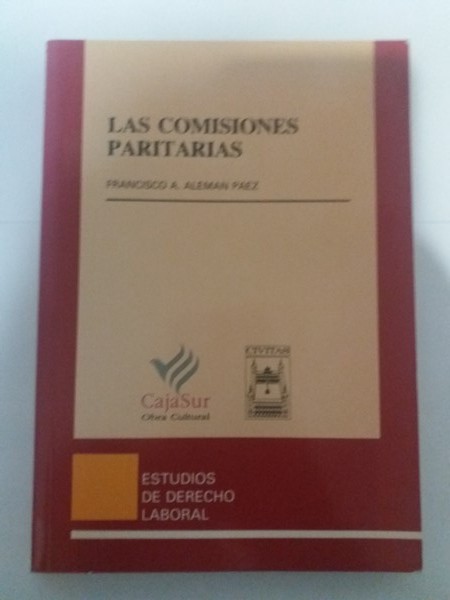 LAS COMISIONES
PARITARIAS
FRANCISCO A. ALEMAN PAEZ
CajaSur
Obra Cultural
CIVITAS
ESTUDIOS
DE DERECHO
LABORAL